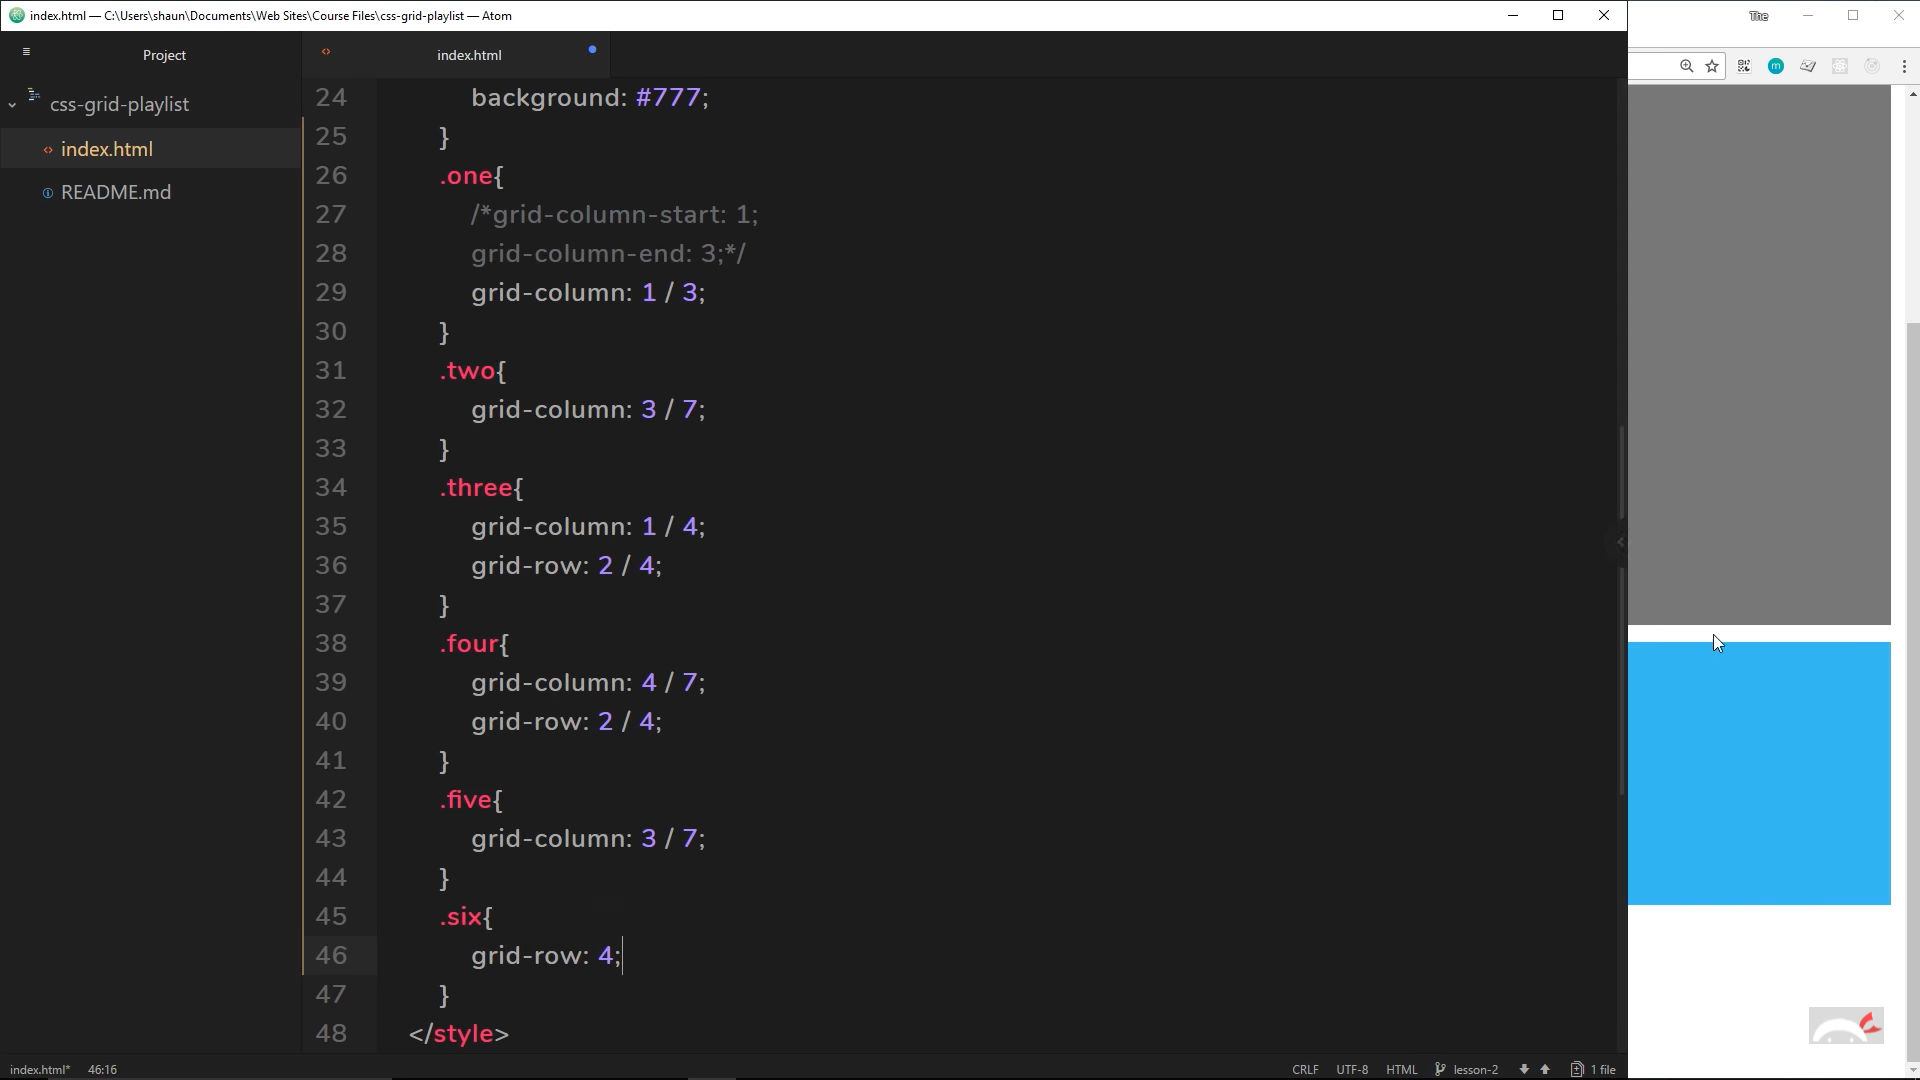 index.html — C:\Users\shaun\Documents\Web Sites\Course Files\css-grid-playlist — Atom
The
Project
index.html
css-grid-playlist
index.html
README.md
24 background: #777;
25 }
26 .one{
27 /*grid-column-start: 1;
28 grid-column-end: 3;*/
29 grid-column: 1 / 3;
30 }
31 .two{
32 grid-column: 3 / 7;
33 }
34 .three{
35 grid-column: 1 / 4;
36 grid-row: 2 / 4;
37 }
38 .four{
39 grid-column: 4 / 7;
40 grid-row: 2 / 4;
41 }
42 .five{
43 grid-column: 3 / 7;
44 }
45 .six{
46 grid-row: 4;
47 }
48 </style>
index.html* 46:16 CRLF UTF-8 HTML lesson-2 1 file